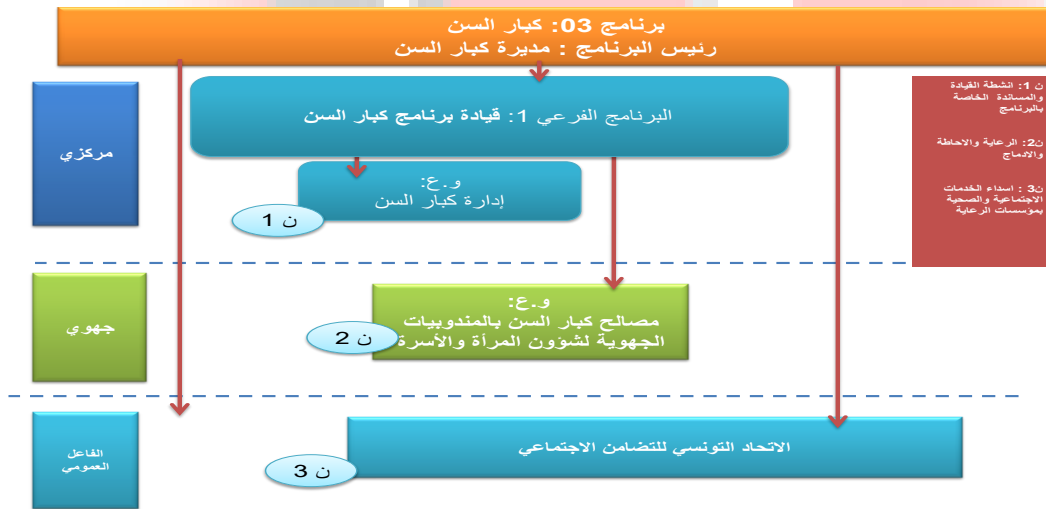 برنامج 03: كبار السن
رئيس البرنامج : مديرة كبار السن
مركزي
البرنامج الفرعي 1: قيادة برنامج كبار السن
و.ع:
إدارة كبار السن
ن 1
ن 1: انشطة القيادة
والمساندة الخاصة
بالبرنامج
ن2: الرعاية والاحاطة
والادماج
ن3 : اسداء الخدمات
الاجتماعية والصحية
بمؤسسات الرعاية
جهوي
و.ع:
مصالح كبار السن بالمندوبيات
الجهوية لشؤون المرأة والأسرة
ن 2
الفاعل
العمومي
الاتحاد التونسي للتضامن الاجتماعي
ن 3